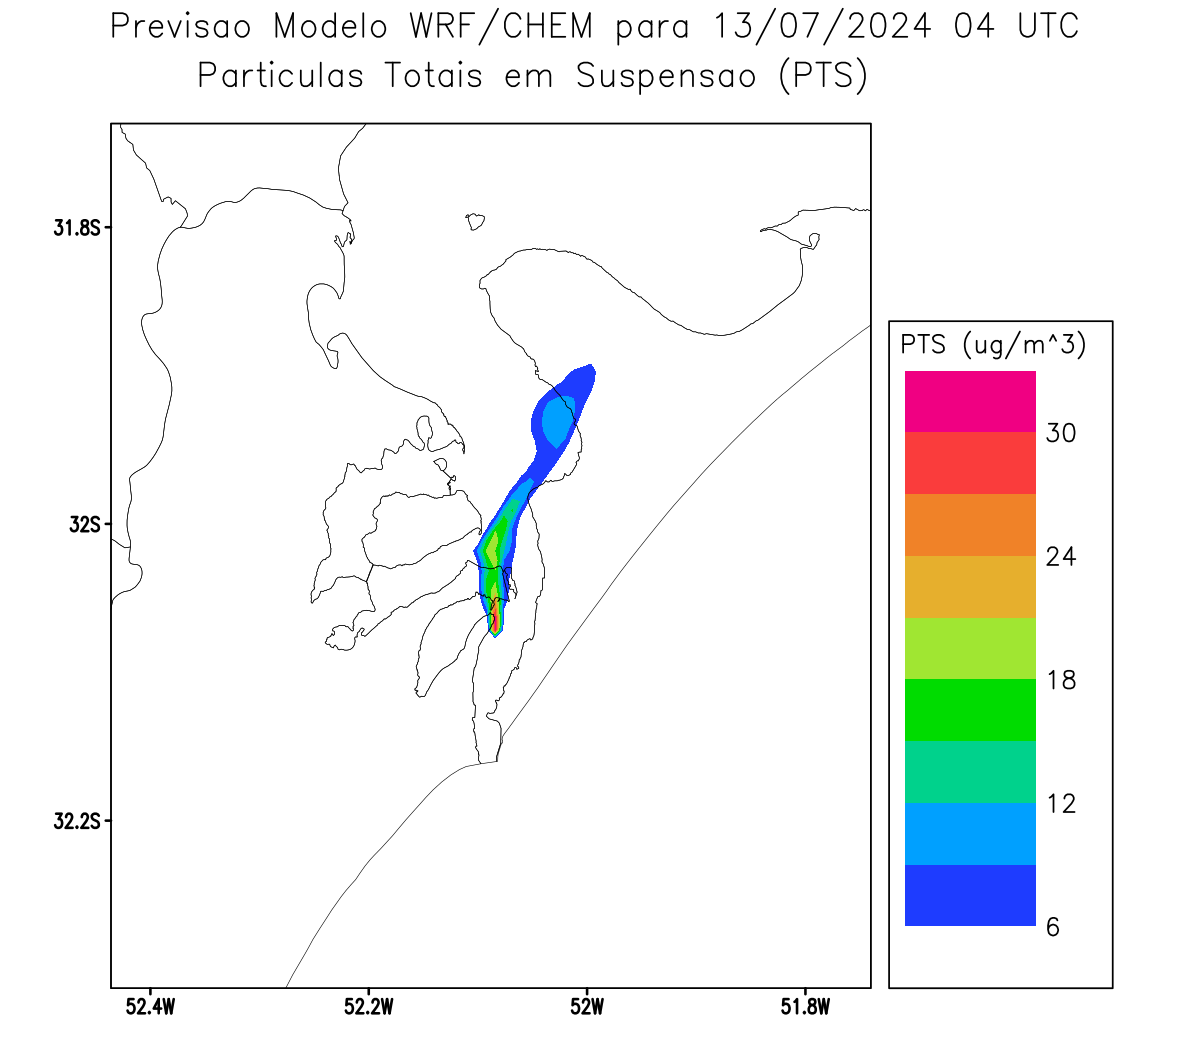 Previsao Modelo WRF/CHEM para 13/07/2024 04 UTC
Particulas Totais em Suspensao (PTS)
31.8S
32S
32.2S
52.4W
52.2W
52W
51.8W
PTS (ug/m^3)
30
24
18
12
6